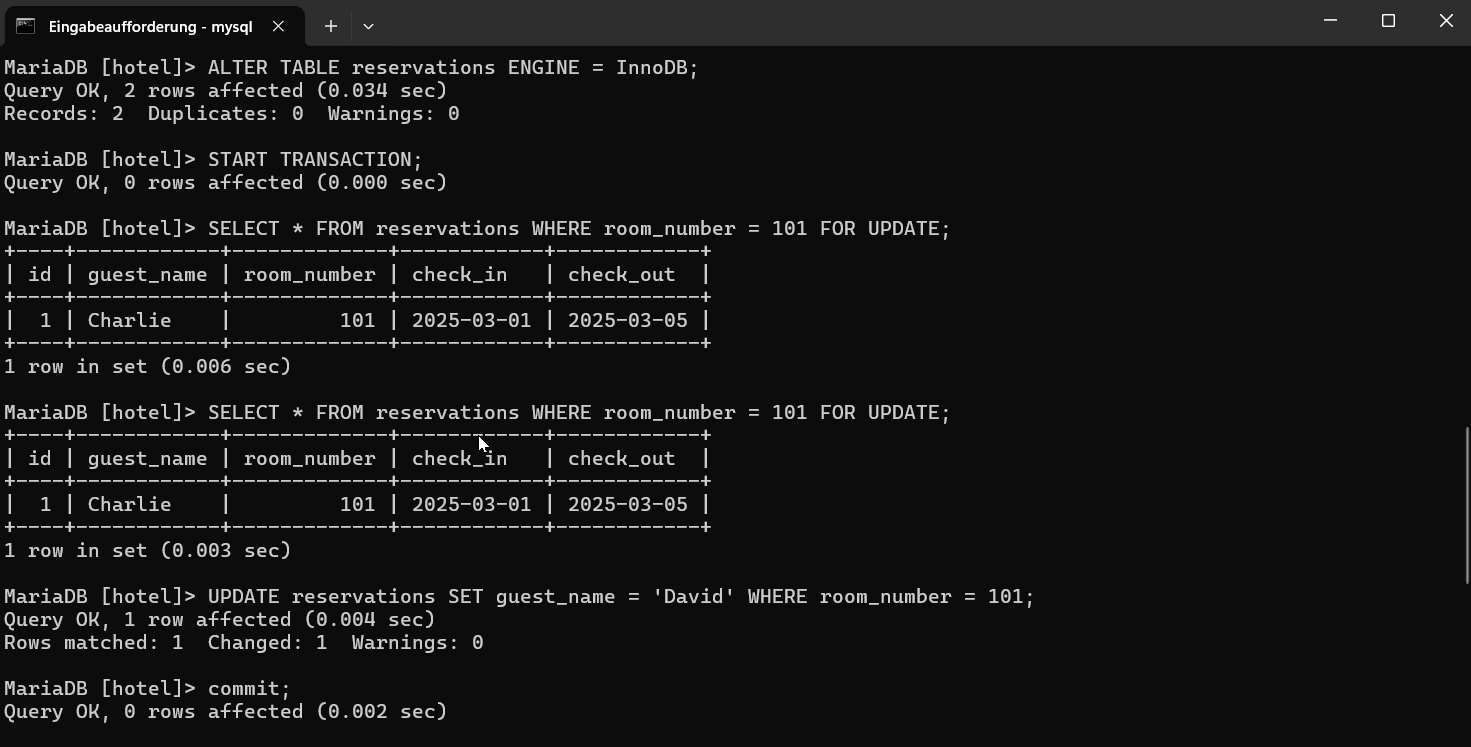 Eingabeaufforderung - mysql
MariaDB [hotel]> ALTER TABLE reservations ENGINE = InnoDB;
Query OK, 2 rows affected (0.034 sec)
Records: 2  Duplicates: 0  Warnings: 0
MariaDB [hotel]> START TRANSACTION;
Query OK, 0 rows affected (0.000 sec)
MariaDB [hotel]> SELECT * FROM reservations WHERE room_number = 101 FOR UPDATE;
+----+------------+-------------+------------+------------+
| id | guest_name | room_number | check_in   | check_out  |
+----+------------+-------------+------------+------------+
|  1 | Charlie    |         101 | 2025-03-01 | 2025-03-05 |
+----+------------+-------------+------------+------------+
1 row in set (0.006 sec)
MariaDB [hotel]> SELECT * FROM reservations WHERE room_number = 101 FOR UPDATE;
+----+------------+-------------+------------+------------+
| id | guest_name | room_number | check_in   | check_out  |
+----+------------+-------------+------------+------------+
|  1 | Charlie    |         101 | 2025-03-01 | 2025-03-05 |
+----+------------+-------------+------------+------------+
1 row in set (0.003 sec)
MariaDB [hotel]> UPDATE reservations SET guest_name = 'David' WHERE room_number = 101;
Query OK, 1 row affected (0.004 sec)
Rows matched: 1  Changed: 1  Warnings: 0
MariaDB [hotel]> commit;
Query OK, 0 rows affected (0.002 sec)